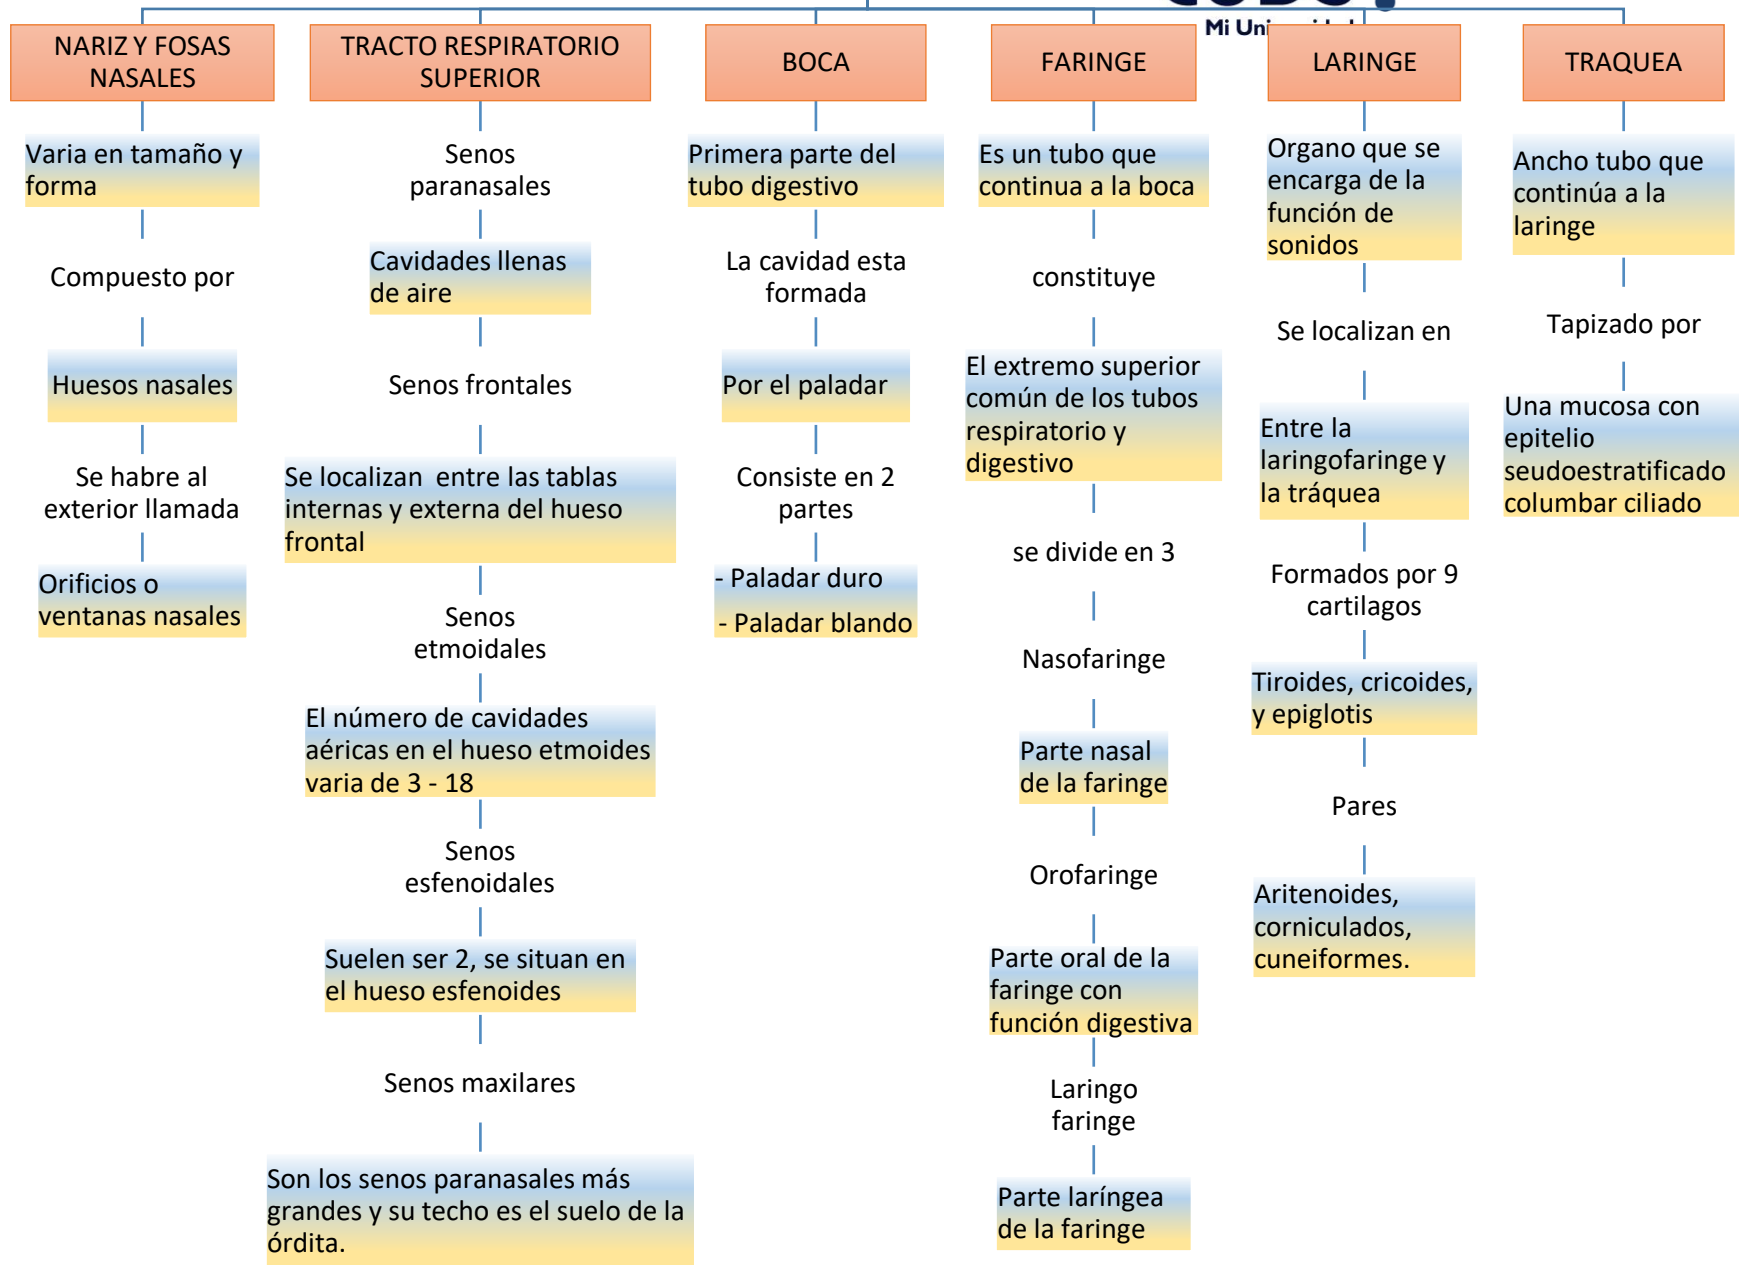 Mi Uni
NARIZ Y FOSAS
NASALES
Varia en tamaño y
forma
Compuesto por
Huesos nasales
Se habre al
exterior llamada
Orificios o
ventanas nasales
TRACTO RESPIRATORIO
SUPERIOR
Senos
paranasales
Cavidades llenas
de aire
Senos frontales
Se localizan entre las tablas
internas y externa del hueso
frontal
Senos
etmoidales
El número de cavidades
aéricas en el hueso etmoides
varia de 3 - 18
Senos
esfenoidales
Suelen ser 2, se situan en
el hueso esfenoides
Senos maxilares
Son los senos paranasales más
grandes y su techo es el suelo de la
órdita.
BOCA
Primera parte del
tubo digestivo
La cavidad esta
formada
Por el paladar
Consiste en 2
partes
- Paladar duro
- Paladar blando
FARINGE
Es un tubo que
continua a la boca
constituye
El extremo superior
común de los tubos
respiratorio y
digestivo
se divide en 3
Nasofaringe
Parte nasal
de la faringe
Orofaringe
Parte oral de la
faringe con
función digestiva
Laringo
faringe
Parte laríngea
de la faringe
LARINGE
Organo que se
encarga de la
función de
sonidos
Se localizan en
Entre la
laringofaringe y
la tráquea
Formados por 9
cartilagos
Tiroides, cricoides,
y epiglotis
Pares
Aritenoides,
corniculados,
cuneiformes.
TRAQUEA
Ancho tubo que
continúa a la
laringe
Tapizado por
Una mucosa con
epitelio
seudoestratificado
columbar ciliado